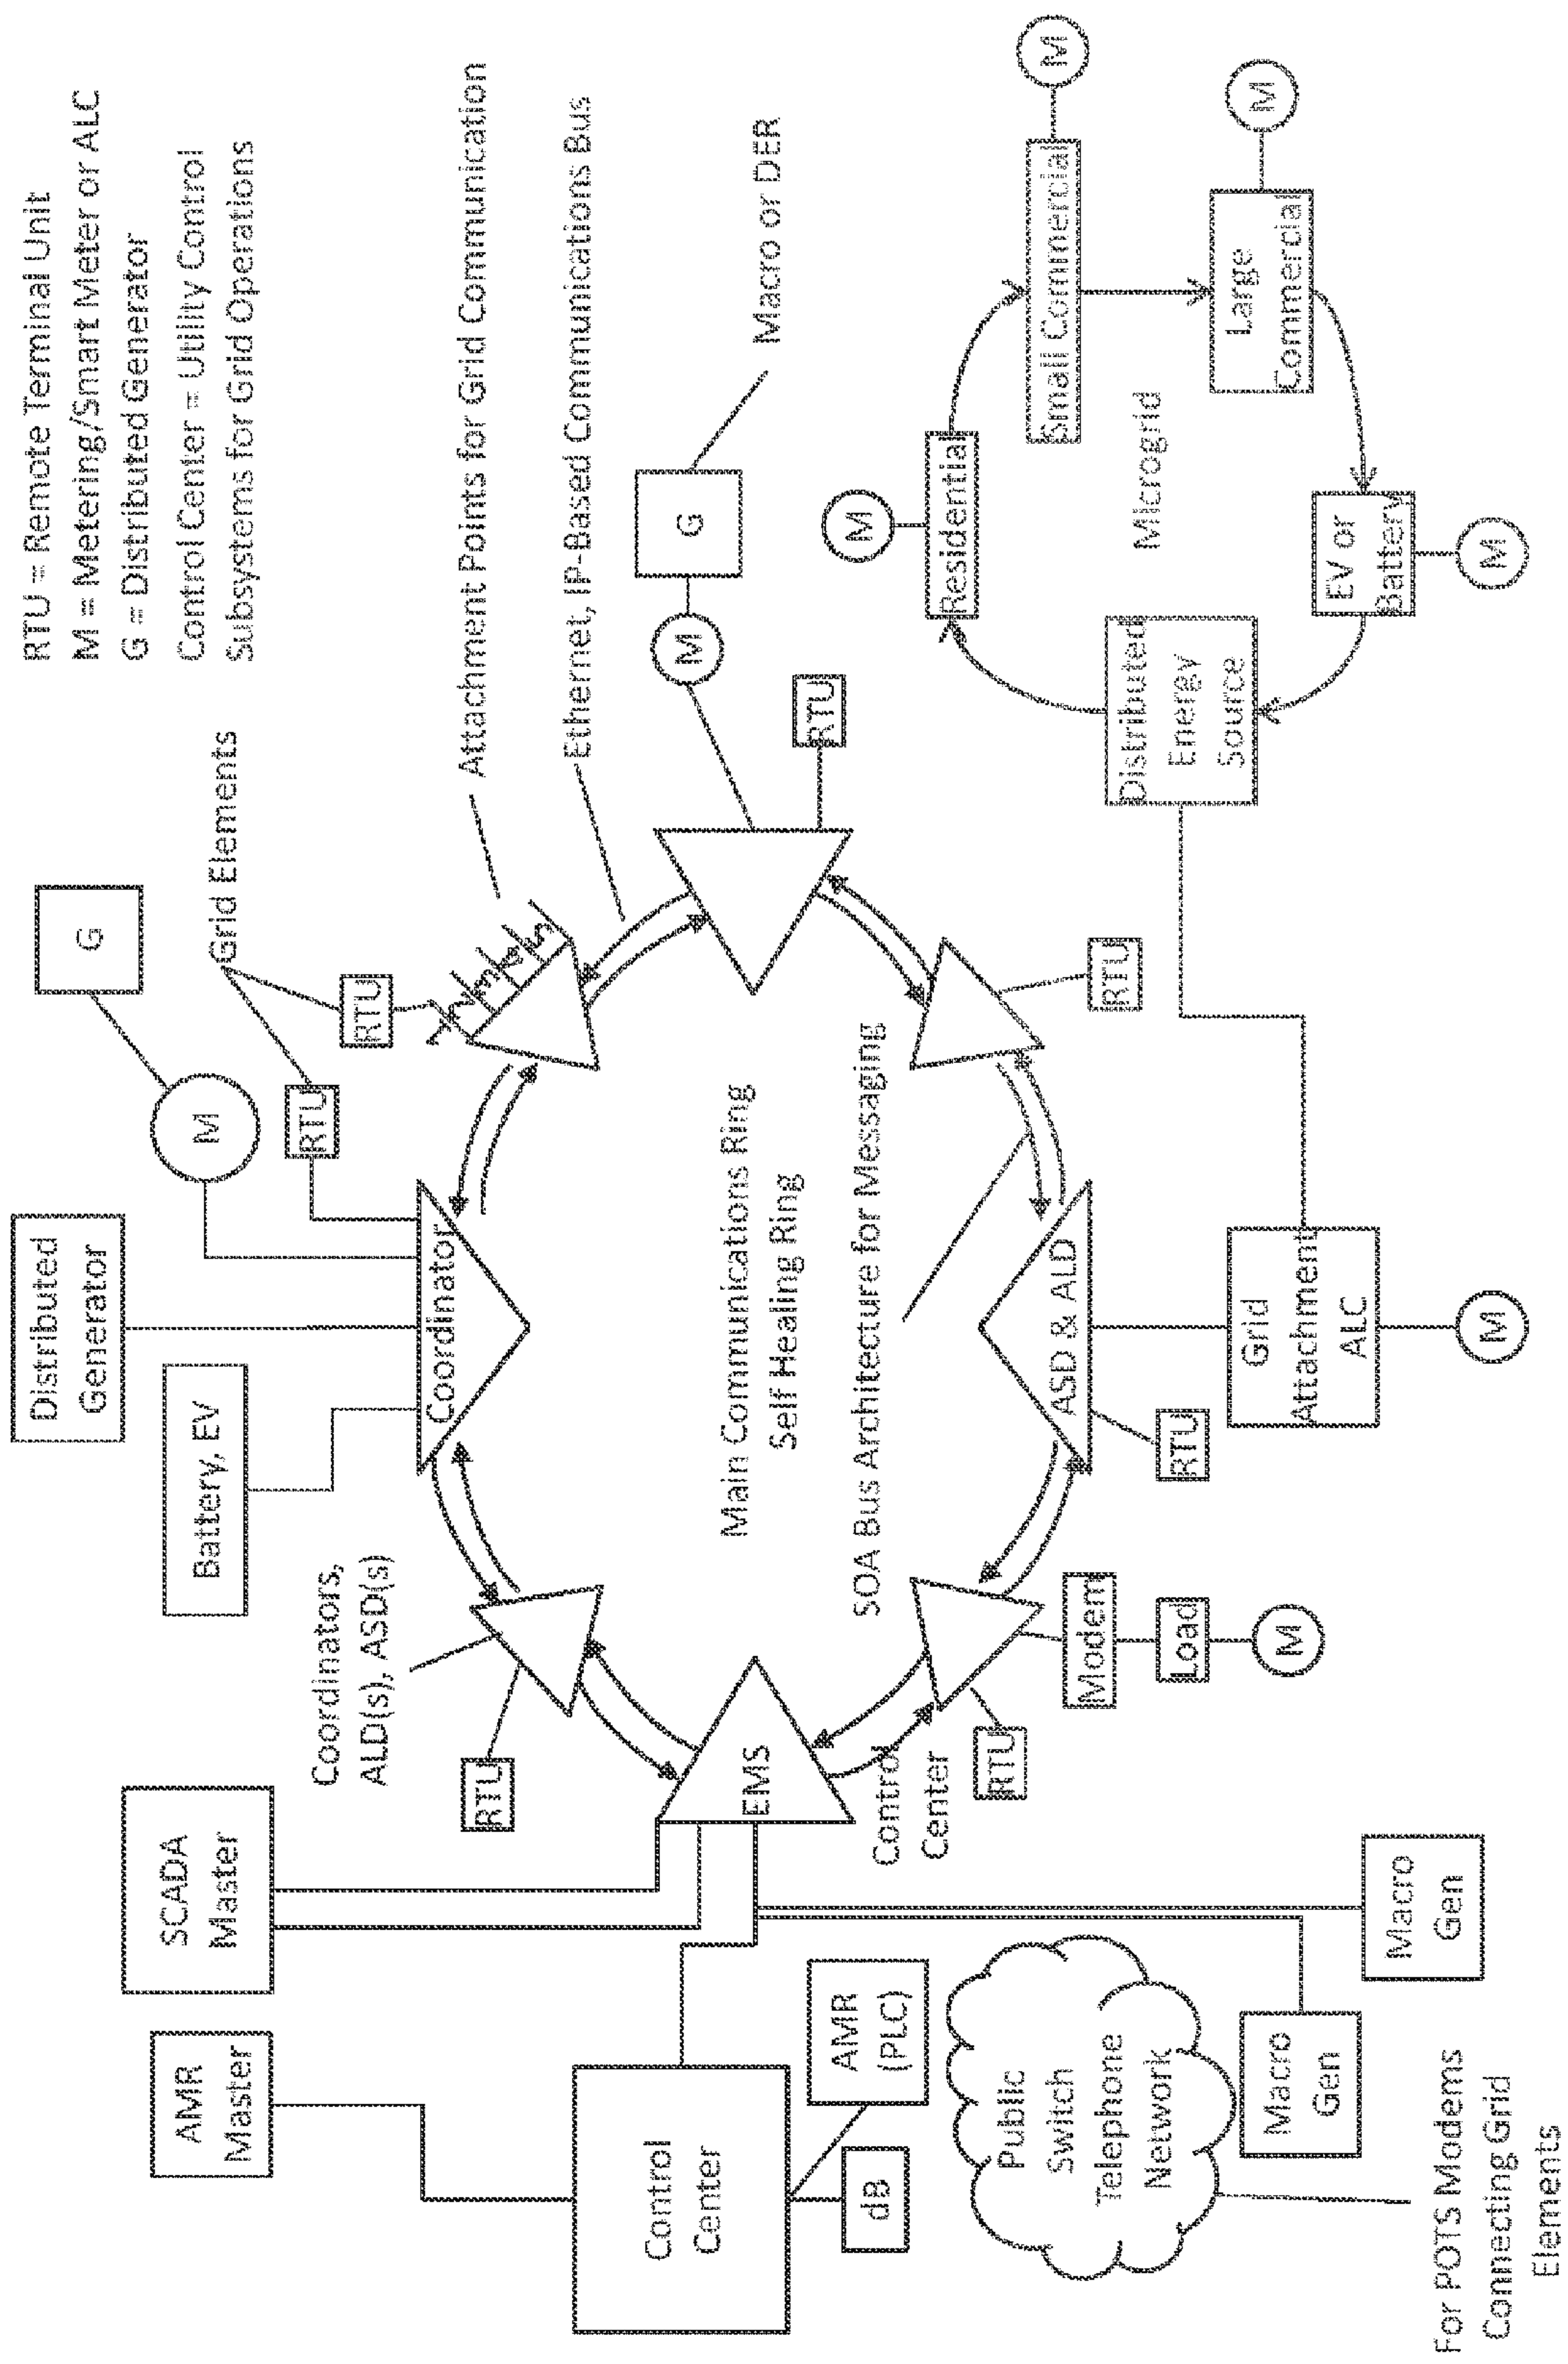 RTU = Remote Terminal Unit
M = Metering/Smart Meter or ALC
G = Distributed Generator
Control Center = Utility Control
Subsystems for Grid Operations
AMR
Master
SCADA
Master
Battery, EV
Distributed
Generator
M
G
RTU
RTU
Grid Elements
Coordinators,
ALD(s), ASD(s)
RTU
Coordinator
Attachment Points for Grid Communication
Ethernet, IP-Based Communications Bus
Control
Center
dB
AMR
(PLC)
EMS
Control
Center
Main Communications Ring
Self Healing Ring
SOA Bus Architecture for Messaging
M
G
Macro or DER
RTU
RTU
RTU
Modem
Load
M
ASD & ALD
RTU
Grid
Attachment
ALC
M
Public
Switch
Telephone
Network
Macro
Gen
Macro
Gen
For POTS Modems
Connecting Grid
Elements
Distributed
Energy
Source
Residential
M
Small Commercial
M
Microgrid
Large
Commercial
M
EV or
Battery
M